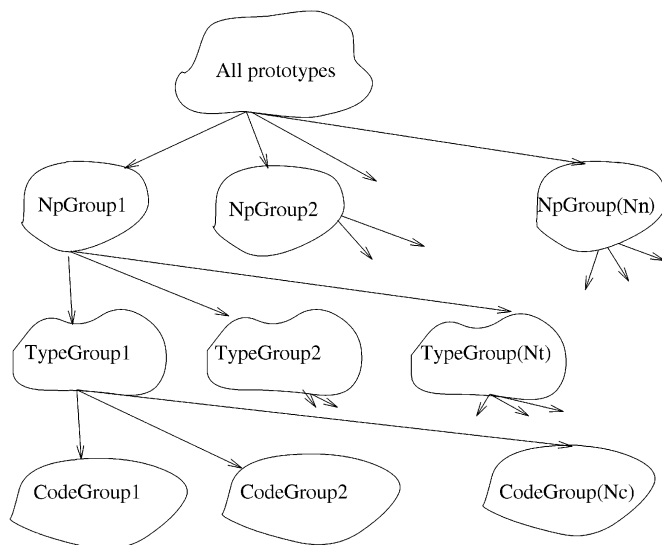 All prototypes
NpGroup1
NpGroup2
NpGroup(Nn)
TypeGroup1
TypeGroup2
TypeGroup(Nt)
CodeGroup1
CodeGroup2
CodeGroup(Nc)